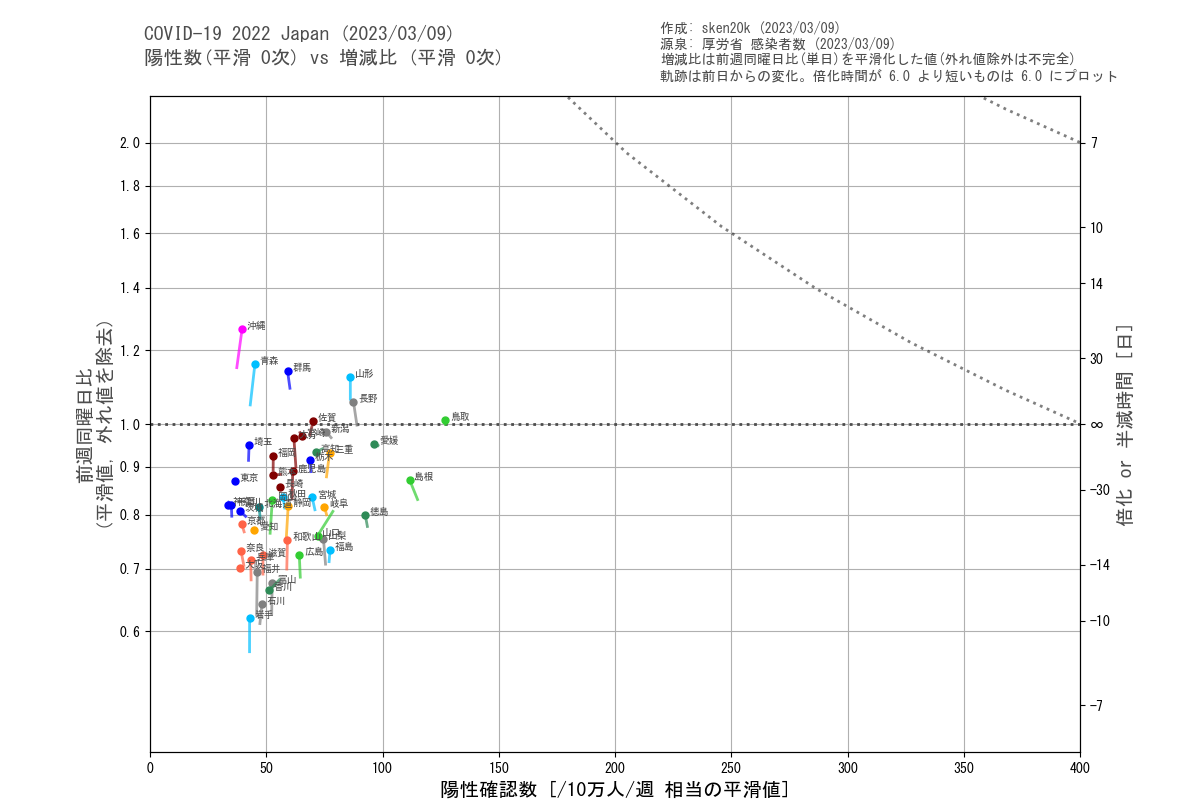 COVID-19 2022 Japan (2023/03/09)
陽性数(平滑 0次) vs 増減比 (平滑 0次)
作成: sken20k (2023/03/09)
源泉: 厚労省 感染者数 (2023/03/09)
増減比は前週同曜日比(単日)を平滑化した値(外れ値除外は不完全)
軌跡は前日からの変化。倍化時間が 6.0 より短いものは 6.0 にプロット
前週同曜日比
(平滑値, 外れ値を除去)
2.0
1.8
1.6
1.4
1.2
1.0
0.9
0.8
0.7
0.6
7
10
14
30
∞
-30
-14
-10
-7
倍化 or 半減時間 [日]
沖縄
青森
群馬
山形
長野
鳥取
佐賀
新潟
愛媛
埼玉
三重
福岡
栃木
鹿児島
熊本
東京
島根
長崎
宮城
静岡
岐阜
北海道
徳島
京都
愛知
和歌山
山口
山梨
奈良
滋賀
広島
福島
大阪
福井
富山
香川
石川
岩手
0
50
100
150
200
250
300
350
400
陽性確認数 [/10万人/週 相当の平滑値]